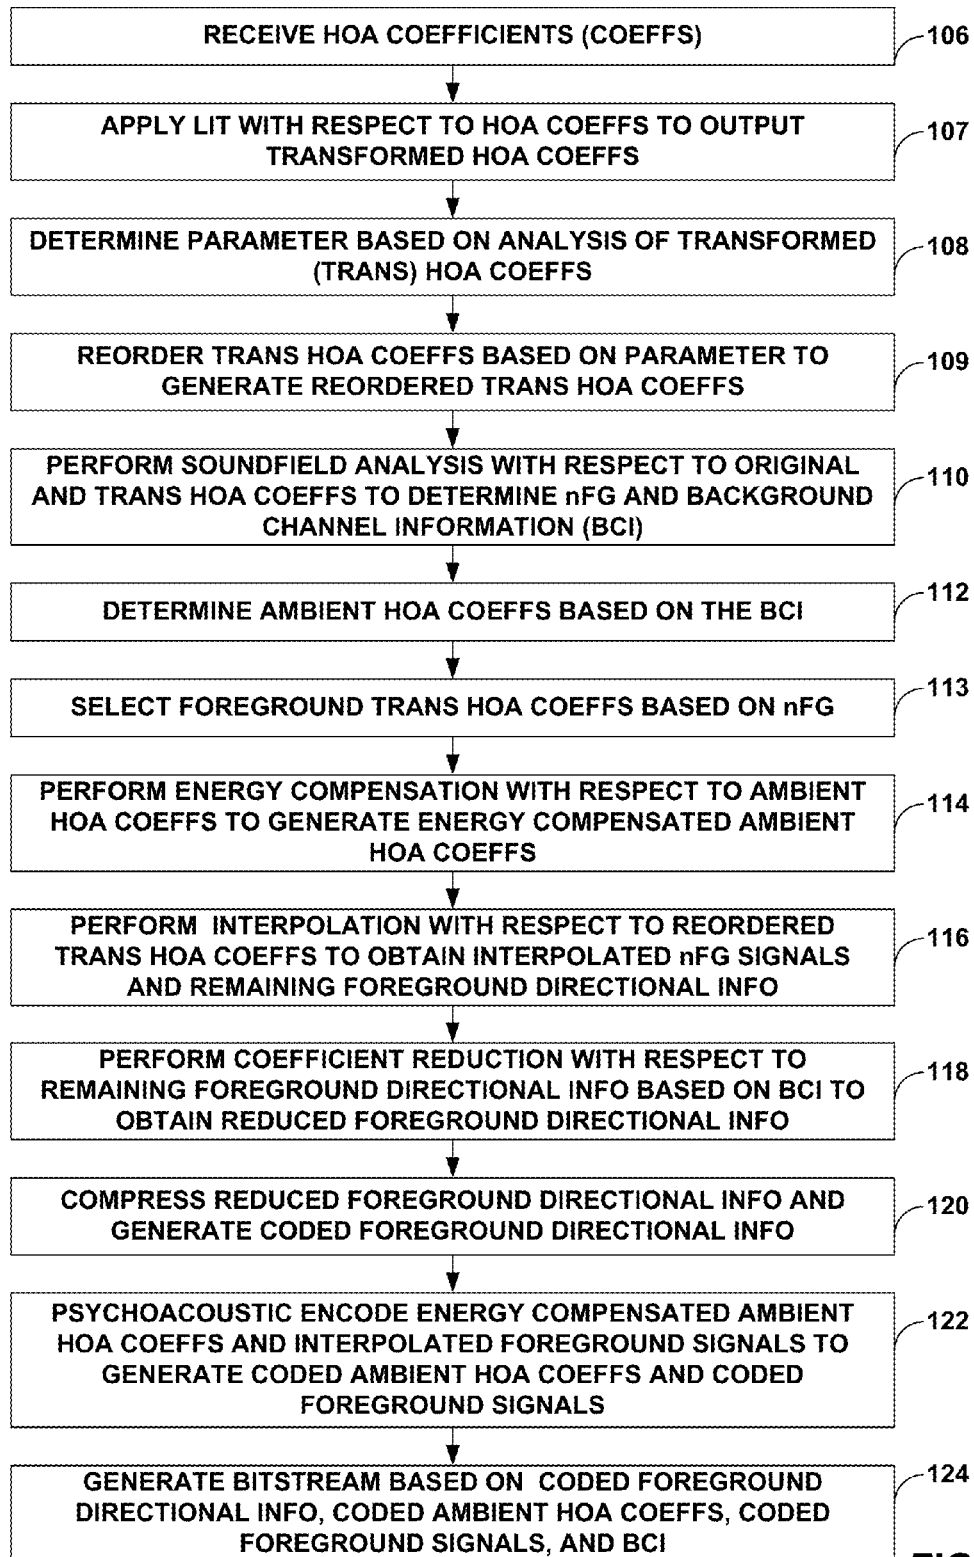 RECEIVE HOA COEFFICIENTS (COEFFS)
106
APPLY LIT WITH RESPECT TO HOA COEFFS TO OUTPUT
TRANSFORMED HOA COEFFS
107
DETERMINE PARAMETER BASED ON ANALYSIS OF TRANSFORMED
(TRANS) HOA COEFFS
108
REORDER TRANS HOA COEFFS BASED ON PARAMETER TO
GENERATE REORDERED TRANS HOA COEFFS
109
PERFORM SOUNDFIELD ANALYSIS WITH RESPECT TO ORIGINAL
AND TRANS HOA COEFFS TO DETERMINE nFG AND BACKGROUND
CHANNEL INFORMATION (BCI)
110
DETERMINE AMBIENT HOA COEFFS BASED ON THE BCI
112
SELECT FOREGROUND TRANS HOA COEFFS BASED ON nFG
113
PERFORM ENERGY COMPENSATION WITH RESPECT TO AMBIENT
HOA COEFFS TO GENERATE ENERGY COMPENSATED AMBIENT
HOA COEFFS
114
PERFORM INTERPOLATION WITH RESPECT TO REORDERED
TRANS HOA COEFFS TO OBTAIN INTERPOLATED nFG SIGNALS
AND REMAINING FOREGROUND DIRECTIONAL INFO
116
PERFORM COEFFICIENT REDUCTION WITH RESPECT TO
REMAINING FOREGROUND DIRECTIONAL INFO BASED ON BCI TO
OBTAIN REDUCED FOREGROUND DIRECTIONAL INFO
118
COMPRESS REDUCED FOREGROUND DIRECTIONAL INFO AND
GENERATE CODED FOREGROUND DIRECTIONAL INFO
120
PSYCHOACOUSTIC ENCODE ENERGY COMPENSATED AMBIENT
HOA COEFFS AND INTERPOLATED FOREGROUND SIGNALS TO
GENERATE CODED AMBIENT HOA COEFFS AND CODED
FOREGROUND SIGNALS
122
GENERATE BITSTREAM BASED ON CODED FOREGROUND
DIRECTIONAL INFO, CODED AMBIENT HOA COEFFS, CODED
FOREGROUND SIGNALS, AND BCI
124